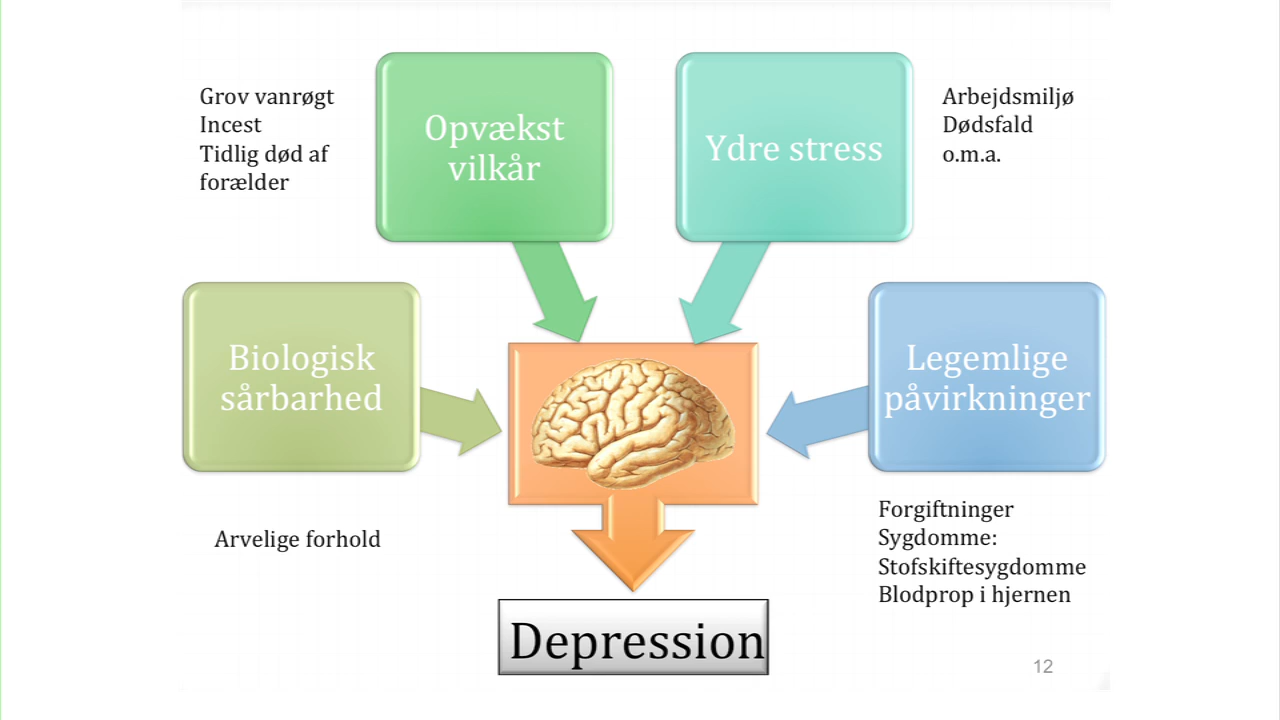 Grov vanrøgt
Incest
Tidlig død af
forælder
Opvækst
vilkår
Ydre stress
Arbejdsmiljø
Dødsfald
o.m.a.
Biologisk
sårbarhed
Arvelige forhold
Legemlige
påvirkninger
Forgiftninger
Sygdomme:
Stofskiftesygdomme
Blodprop i hjernen
Depression
12